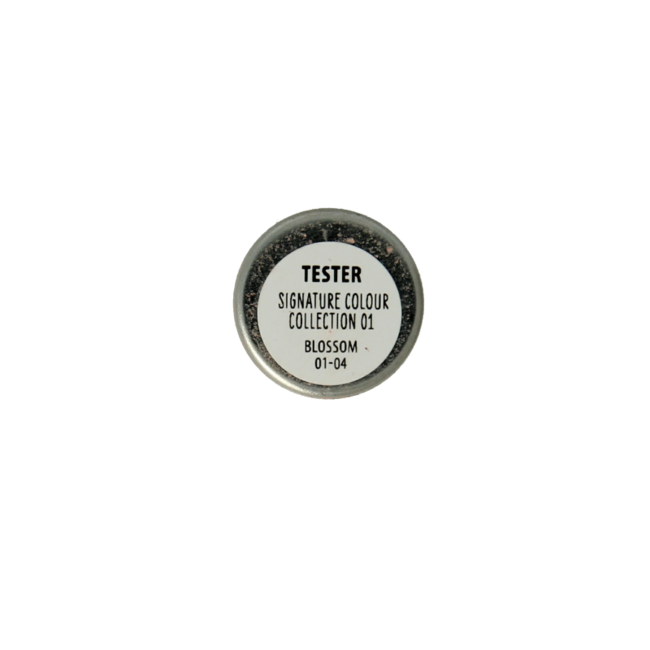 TESTER
SIGNATURE COLOUR
COLLECTION 01
BLOSSOM
01-04